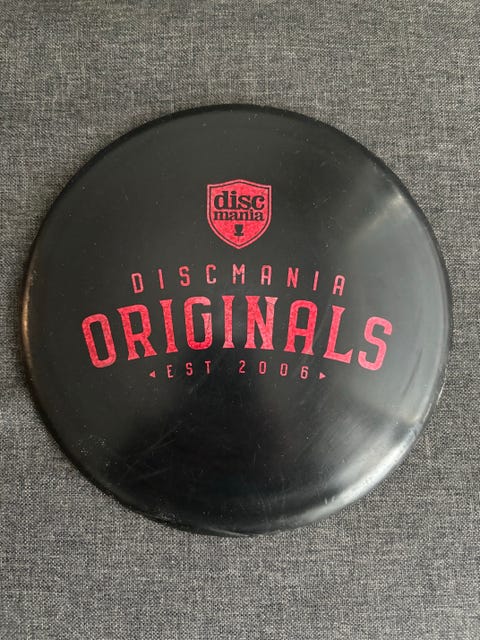 disc
mania
DISCMANIA
ORIGINALS
EST 2006